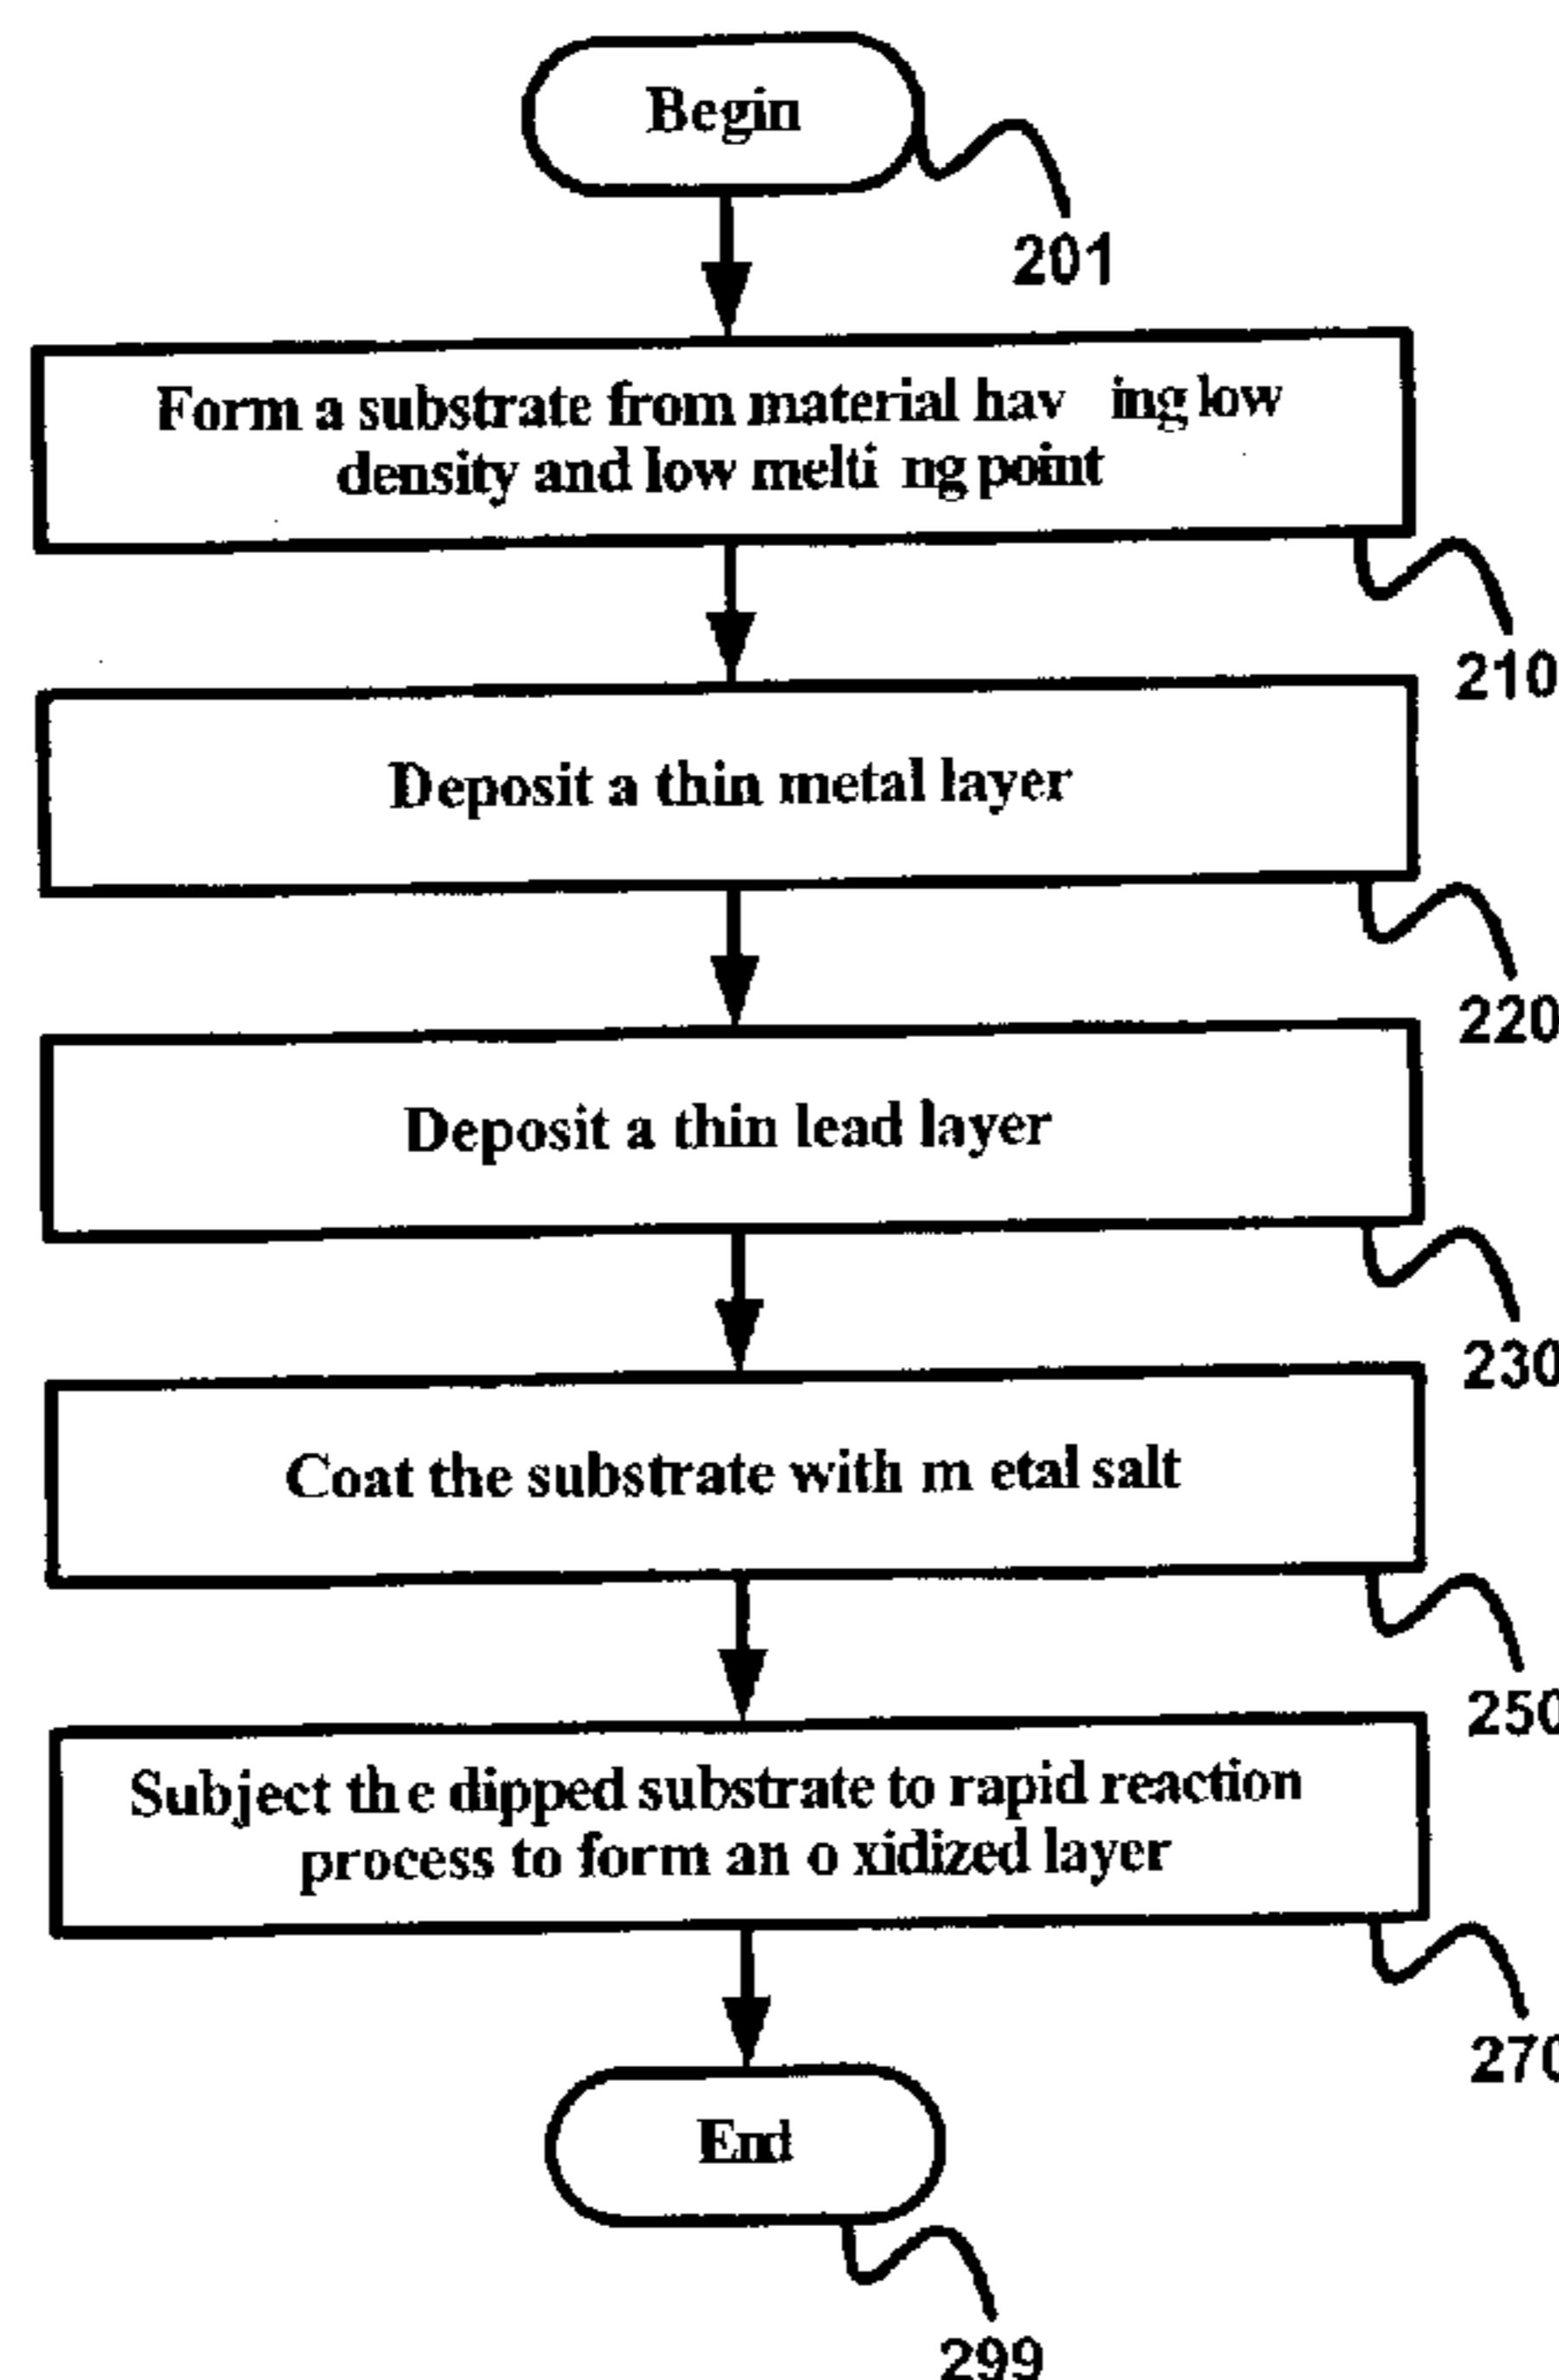 Begin
201
Form a substrate from material hav ing low
density and low melti ng point
210
Deposit a thin metal layer
220
Deposit a thin lead layer
230
Coat the substrate with m etal salt
250
Subject th e dipped substrate to rapid reaction
process to form an o xidized layer
270
End
299